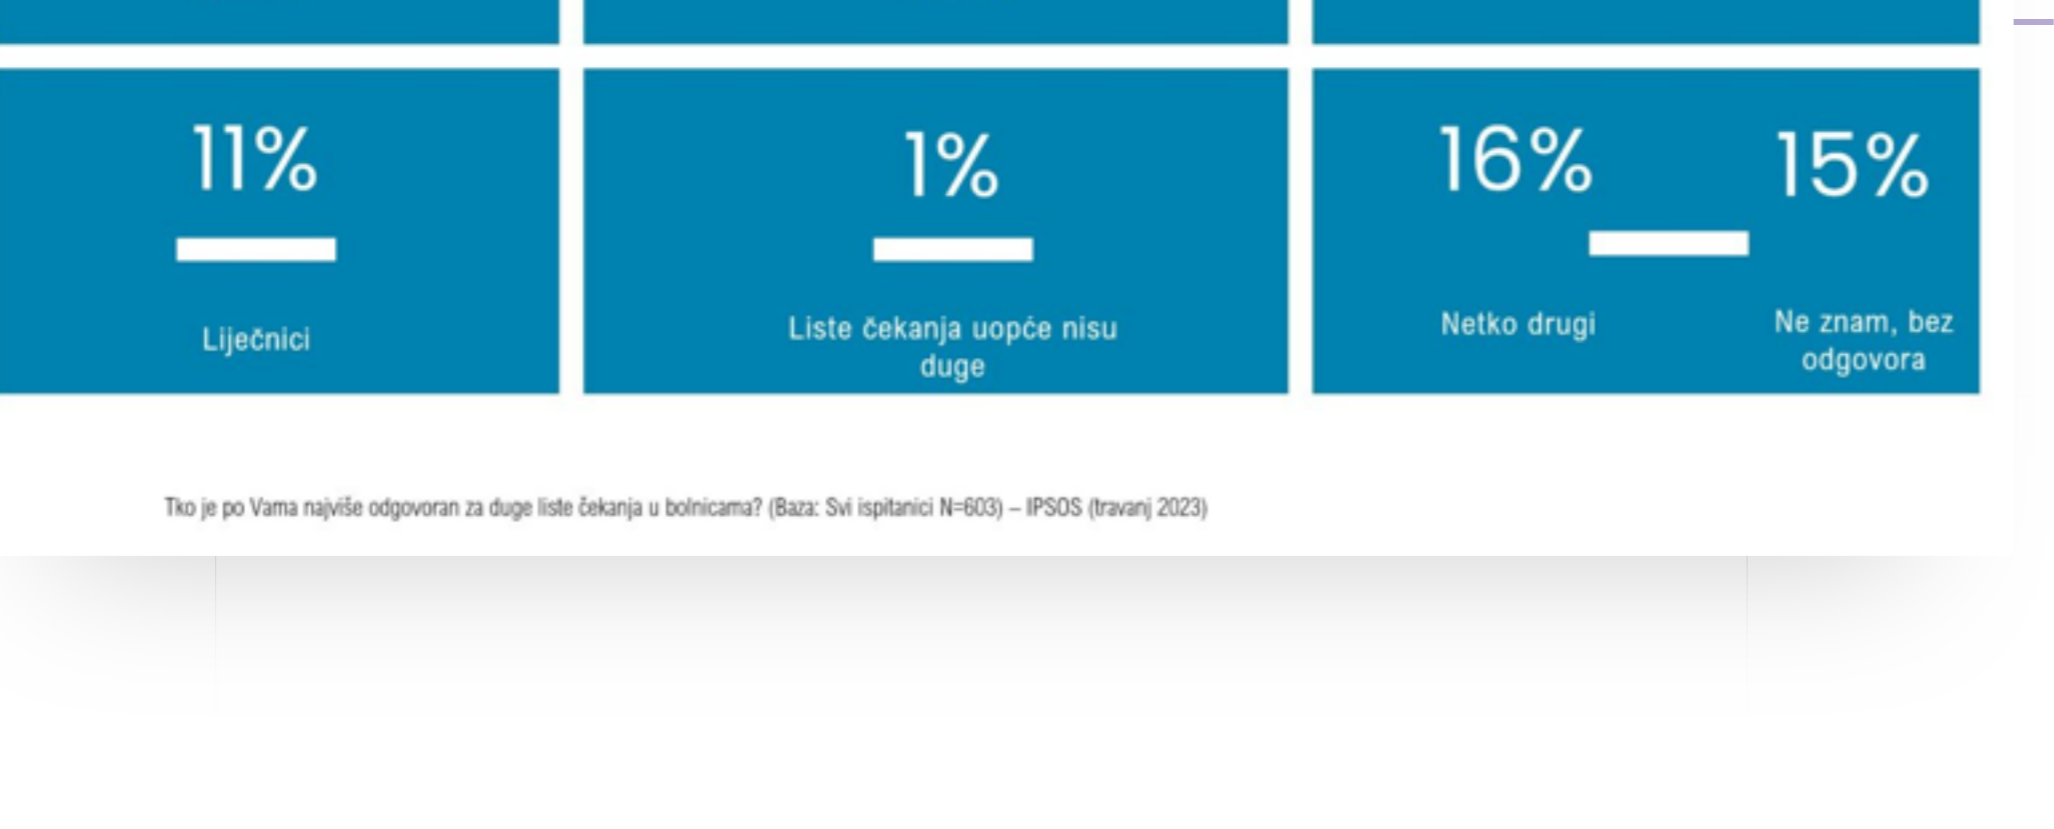 11%
Liječnici
1%
Liste čekanja uopće nisu
duge
16%
Netko drugi
15%
Ne znam, bez
odgovora
Tko je po Vama najviše odgovoran za duge liste čekanja u bolnicama? (Baza: Svi ispitanici N=603) – IPSOS (travanj 2023)